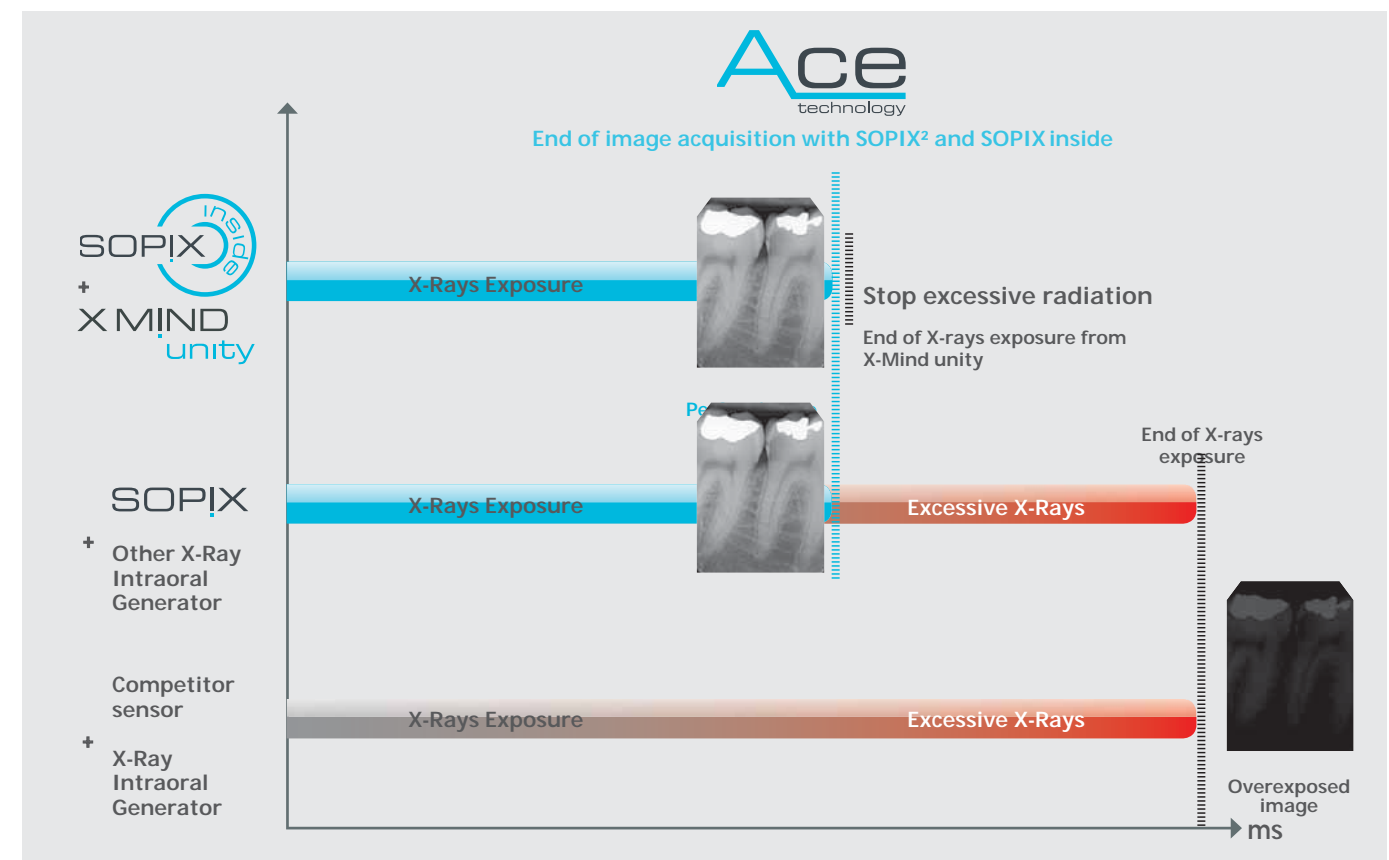 Ace
technology
End of image acquisition with SOPIX² and SOPIX inside
SOPIX inside
+
X MIND
unity
X-Rays Exposure
Stop excessive radiation
End of X-rays exposure from
X-Mind unity
End of X-rays
exposure
SOPIX
+
Other X-Ray
Intraoral
Generator
X-Rays Exposure
Excessive X-Rays
Competitor
sensor
+
X-Ray
Intraoral
Generator
X-Rays Exposure
Excessive X-Rays
Overexposed
image
ms